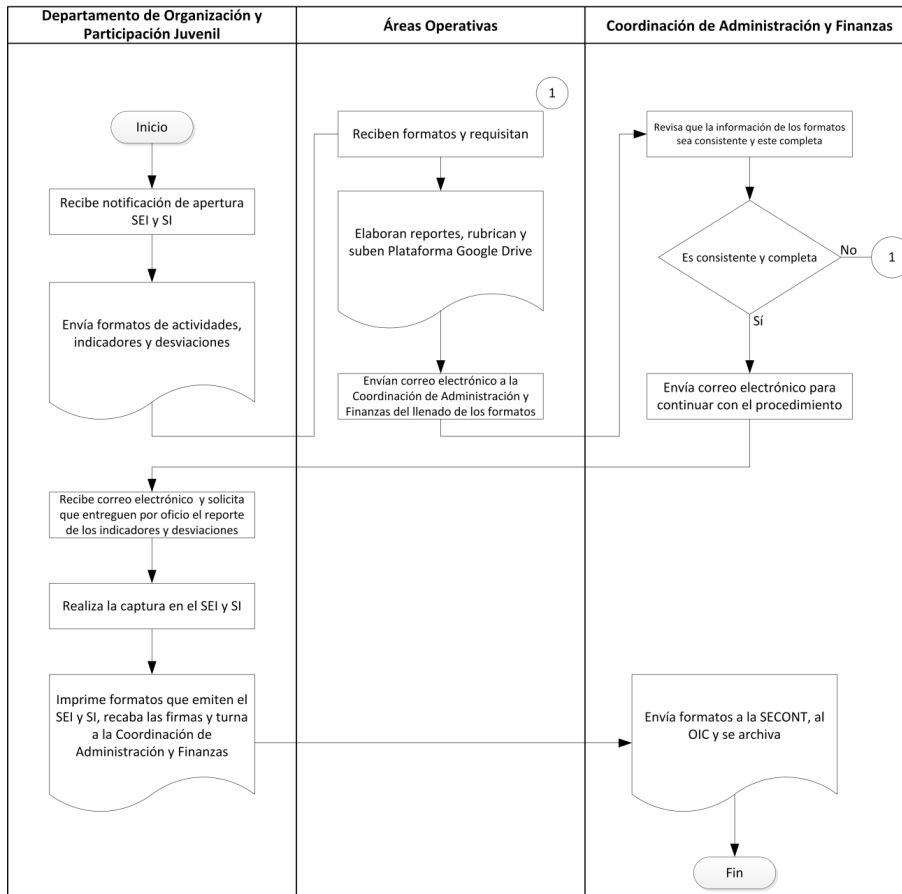 Departamento de Organización y
Participación Juvenil
Áreas Operativas
Coordinación de Administración y Finanzas
Inicio
Recibe notificación de apertura
SEI y SI
Envía formatos de actividades,
indicadores y desviaciones
1
Reciben formatos y requisitan
Elaboran reportes, rubrican y
suben Plataforma Google Drive
Envían correo electrónico a la
Coordinación de Administración y
Finanzas del llenado de los formatos
Revisa que la información de los formatos
sea consistente y este completa
Es consistente y completa
No
1
Sí
Envía correo electrónico para
continuar con el procedimiento
Recibe correo electrónico y solicita
que entreguen por oficio el reporte
de los indicadores y desviaciones
Realiza la captura en el SEI y SI
Imprime formatos que emiten el
SEI y SI, recaba las firmas y turna
a la Coordinación de
Administración y Finanzas
Envía formatos a la SECONT, al
OIC y se archiva
Fin